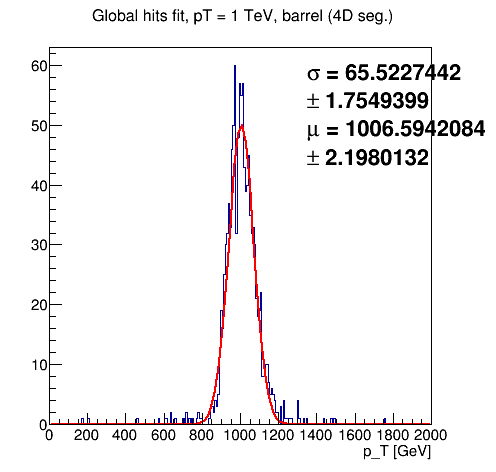 Global hits fit, pT = 1 TeV, barrel (4D seg.)
σ = 65.5227442
± 1.7549399
μ = 1006.5942084
± 2.1980132
60
50
40
30
20
10
0
0 200 400 600 800 1000 1200 1400 1600 1800 2000
p_T [GeV]